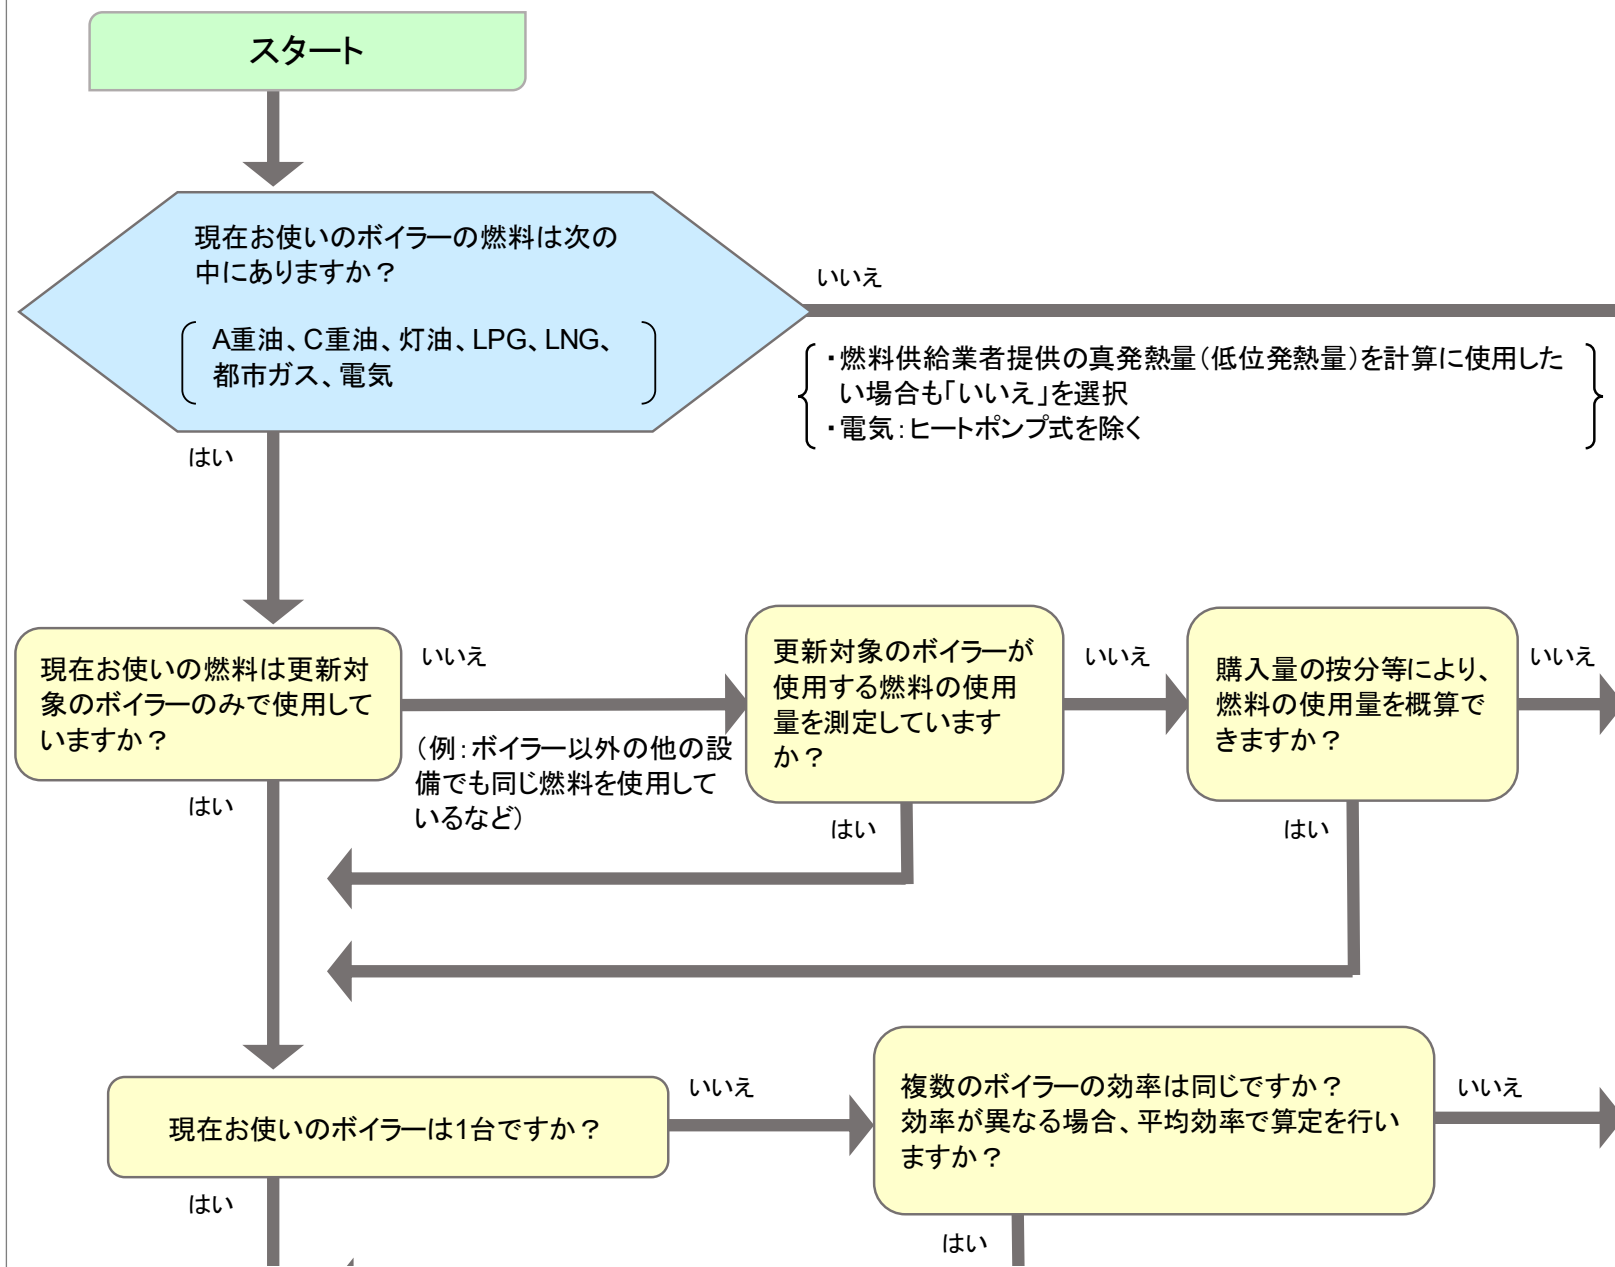 スタート
現在お使いのボイラーの燃料は次の
中にありますか？
A重油、C重油、灯油、LPG、LNG、
都市ガス、電気
いいえ
・燃料供給業者提供の真発熱量（低位発熱量）を計算に使用した
い場合も「いいえ」を選択
・電気：ヒートポンプ式を除く
はい
現在お使いの燃料は更新対
象のボイラーのみで使用して
いますか？
いいえ
（例：ボイラー以外の他の設
備でも同じ燃料を使用して
いるなど）
更新対象のボイラーが
使用する燃料の使用
量を測定しています
か？
いいえ
購入量の按分等により、
燃料の使用量を概算で
きますか？
いいえ
はい
はい
はい
現在お使いのボイラーは1台ですか？
いいえ
複数のボイラーの効率は同じですか？
効率が異なる場合、平均効率で算定を行い
ますか？
いいえ
はい
はい